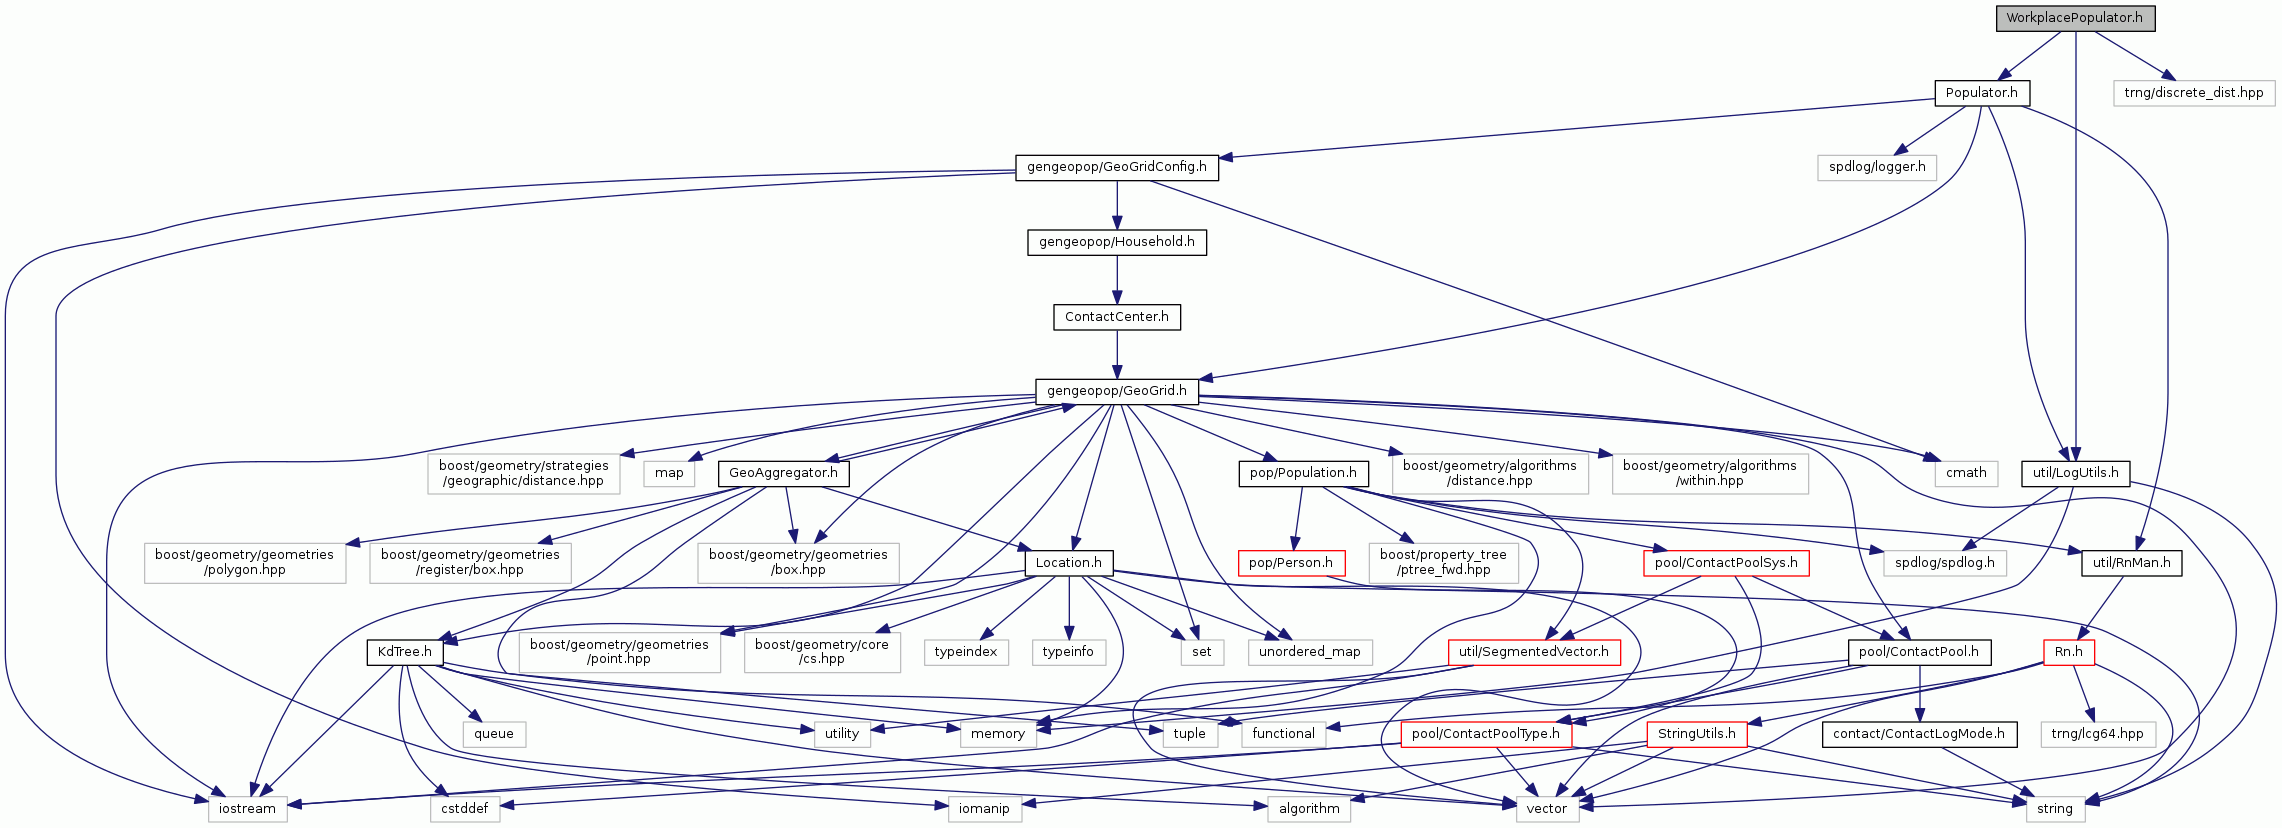 WorkplacePopulator.h
Populator.h
trng/discrete_dist.hpp
gengeopop/GeoGridConfig.h
spdlog/logger.h
gengeopop/Household.h
ContactCenter.h
gengeopop/GeoGrid.h
boost/geometry/strategies
/geographic/distance.hpp
map
GeoAggregator.h
pop/Population.h
boost/geometry/algorithms
/distance.hpp
boost/geometry/algorithms
/within.hpp
cmath
util/LogUtils.h
boost/geometry/geometries
/polygon.hpp
boost/geometry/geometries
/register/box.hpp
boost/geometry/geometries
/box.hpp
Location.h
pop/Person.h
boost/property_tree
/ptree_fwd.hpp
pool/ContactPoolSys.h
spdlog/spdlog.h
util/RnMan.h
KdTree.h
boost/geometry/geometries
/point.hpp
boost/geometry/core
/cs.hpp
typeindex
typeinfo
set
unordered_map
util/SegmentedVector.h
pool/ContactPool.h
Rn.h
queue
utility
memory
tuple
functional
pool/ContactPoolType.h
StringUtils.h
contact/ContactLogMode.h
trng/lcg64.hpp
iostream
cstddef
iomanip
algorithm
vector
string